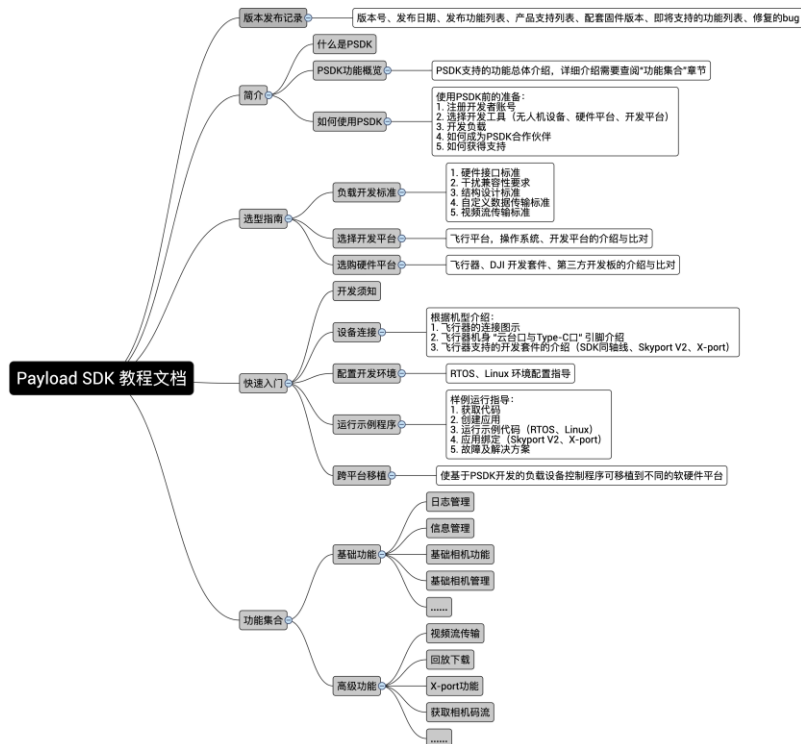 Payload SDK 教程文档
版本发布记录
版本号、发布日期、发布功能列表、产品支持列表、配套固件版本、即将支持的功能列表、修复的bug
简介
什么是PSDK
PSDK功能概览
PSDK支持的功能总体介绍，详细介绍需要查阅“功能集合”章节
如何使用PSDK
使用PSDK前的准备：
1. 注册开发者账号
2. 选择开发工具（无人机设备、硬件平台、开发平台）
3. 开发负载
4. 如何成为PSDK合作伙伴
5. 如何获得支持
选型指南
负载开发标准
1. 硬件接口标准
2. 干扰兼容性要求
3. 结构设计标准
4. 自定义数据传输标准
5. 视频流传输标准
选择开发平台
飞行平台，操作系统、开发平台的介绍与比对
选购硬件平台
飞行器、DJI 开发套件、第三方开发板的介绍与比对
快速入门
开发须知
设备连接
根据机型介绍：
1. 飞行器的连接图示
2. 飞行器机身 “云台口与Type-C口” 引脚介绍
3. 飞行器支持的开发套件的介绍（SDK同轴线、Skyport V2、X-port）
配置开发环境
RTOS、Linux 环境配置指导
运行示例程序
样例运行指导：
1. 获取代码
2. 创建应用
3. 运行示例代码（RTOS、Linux）
4. 应用绑定（Skyport V2、X-port）
5. 故障及解决方案
跨平台移植
使基于PSDK开发的负载设备控制程序可移植到不同的软硬件平台
功能集合
基础功能
日志管理
信息管理
基础相机功能
基础相机管理
......
高级功能
视频流传输
回放下载
X-port功能
获取相机码流
......